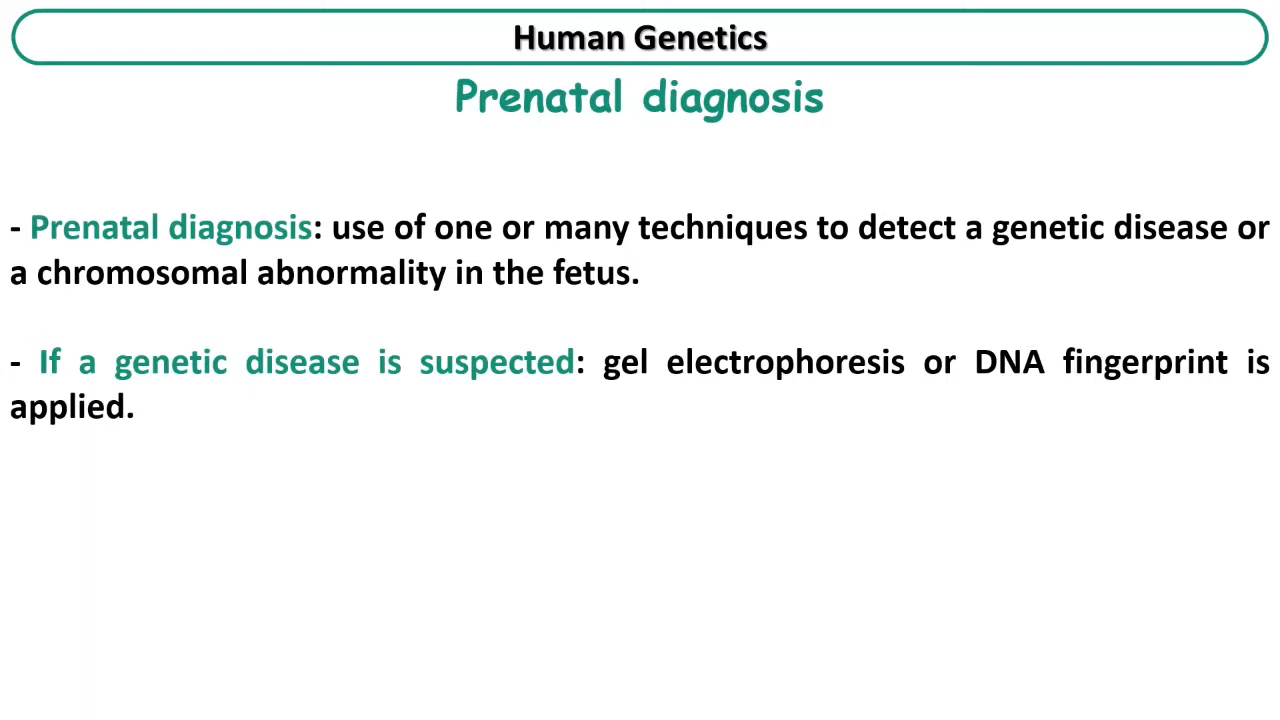 Human Genetics
Prenatal diagnosis
- Prenatal diagnosis: use of one or many techniques to detect a genetic disease or
a chromosomal abnormality in the fetus.
- If a genetic disease is suspected: gel electrophoresis or DNA fingerprint is
applied.